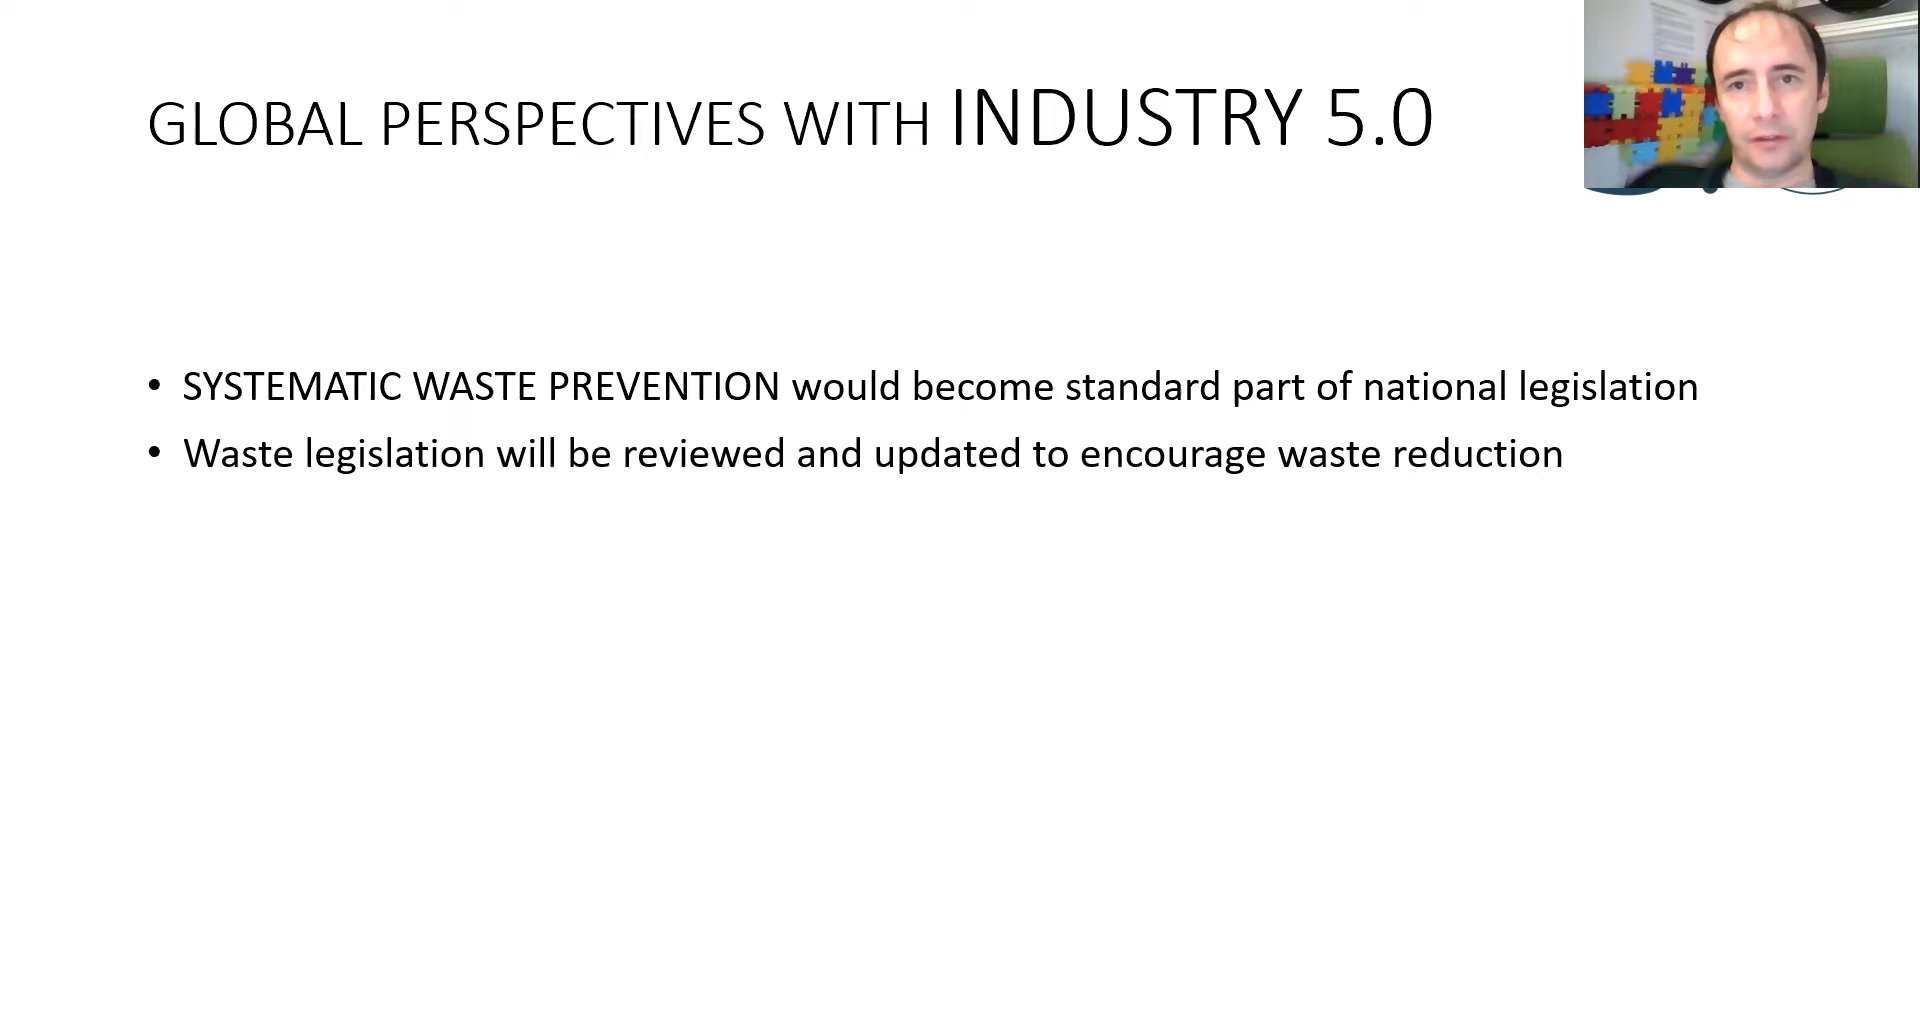 GLOBAL PERSPECTIVES WITH INDUSTRY 5.0
• SYSTEMATIC WASTE PREVENTION would become standard part of national legislation
• Waste legislation will be reviewed and updated to encourage waste reduction